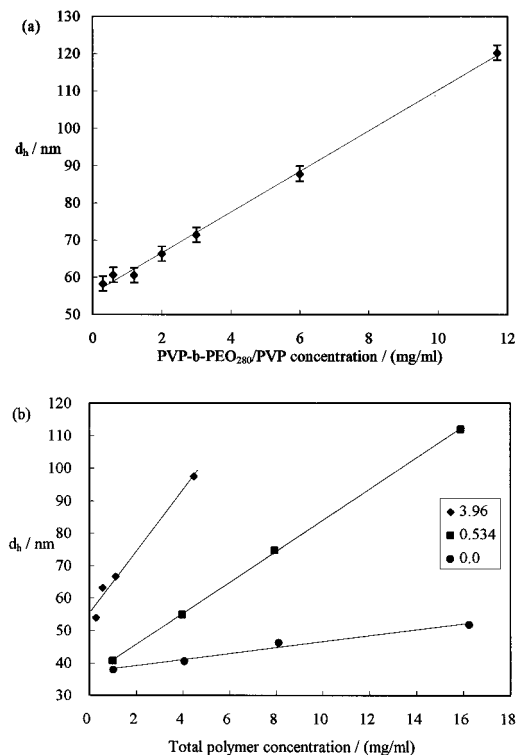 (a)
130
120
110
100
d_h / nm
90
80
70
60
50
0 2 4 6 8 10 12
PVP-b-PEO₂₈₀/PVP concentration / (mg/ml)
(b)
120
110
100
90
80
d_h / nm
70
60
50
40
30
3.96
0.534
0.0
0 2 4 6 8 10 12 14 16 18
Total polymer concentration / (mg/ml)